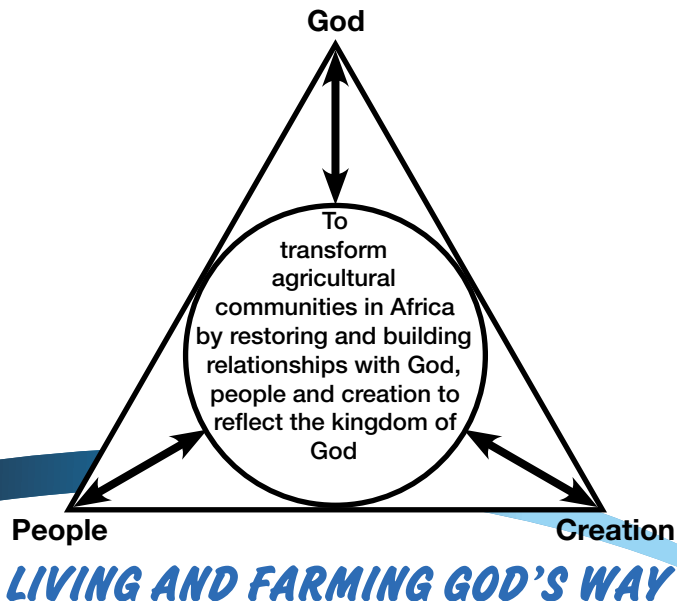 God
To
transform
agricultural
communities in Africa
by restoring and building
relationships with God,
people and creation to
reflect the kingdom of
God
People
Creation
LIVING AND FARMING GOD'S WAY